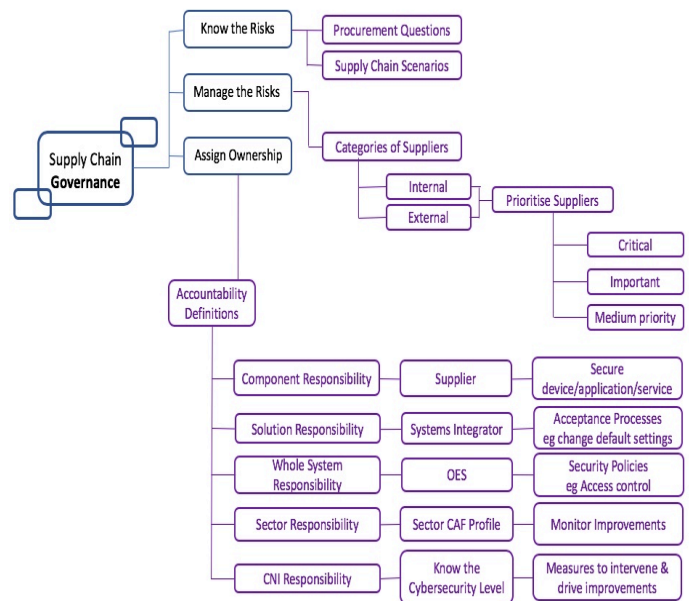 Know the Risks
Procurement Questions
Supply Chain Scenarios
Manage the Risks
Supply Chain
Governance
Assign Ownership
Categories of Suppliers
Internal
External
Prioritise Suppliers
Critical
Important
Medium priority
Accountability
Definitions
Component Responsibility
Supplier
Secure
device/application/service
Solution Responsibility
Systems Integrator
Acceptance Processes
eg change default settings
Whole System
Responsibility
OES
Security Policies
eg Access control
Sector Responsibility
Sector CAF Profile
Monitor Improvements
CNI Responsibility
Know the
Cybersecurity Level
Measures to intervene &
drive improvements